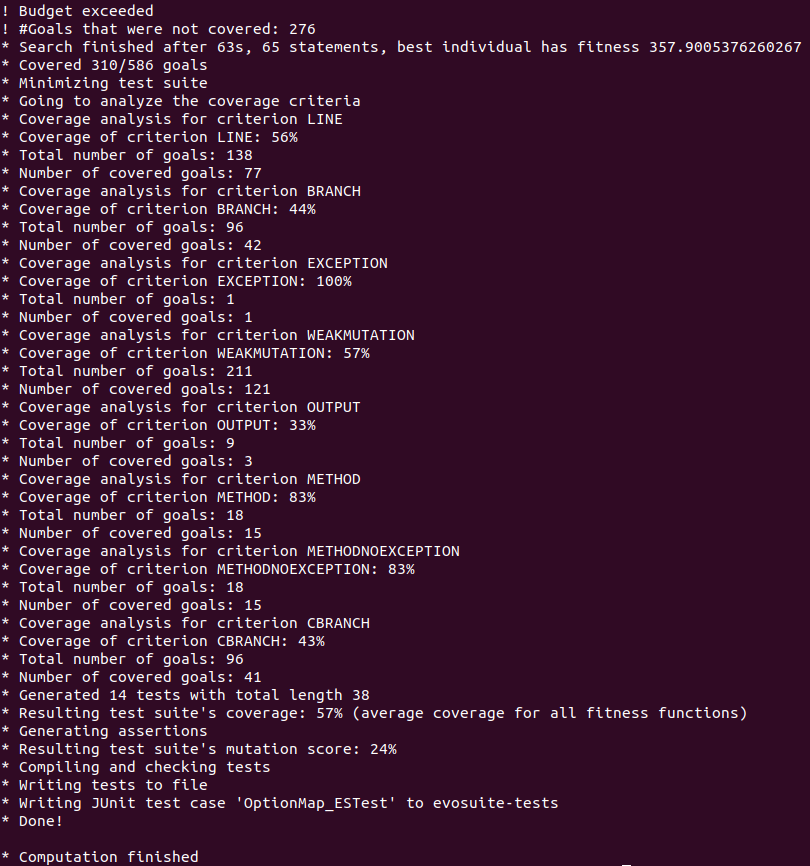 ! Budget exceeded
! #Goals that were not covered: 276
* Search finished after 63s, 65 statements, best individual has fitness 357.9005376260267
* Covered 310/586 goals
* Minimizing test suite
* Going to analyze the coverage criteria
* Coverage analysis for criterion LINE
* Coverage of criterion LINE: 56%
* Total number of goals: 138
* Number of covered goals: 77
* Coverage analysis for criterion BRANCH
* Coverage of criterion BRANCH: 44%
* Total number of goals: 96
* Number of covered goals: 42
* Coverage analysis for criterion EXCEPTION
* Coverage of criterion EXCEPTION: 100%
* Total number of goals: 1
* Number of covered goals: 1
* Coverage analysis for criterion WEAKMUTATION
* Coverage of criterion WEAKMUTATION: 57%
* Total number of goals: 211
* Number of covered goals: 121
* Coverage analysis for criterion OUTPUT
* Coverage of criterion OUTPUT: 33%
* Total number of goals: 9
* Number of covered goals: 3
* Coverage analysis for criterion METHOD
* Coverage of criterion METHOD: 83%
* Total number of goals: 18
* Number of covered goals: 15
* Coverage analysis for criterion METHODNOEXCEPTION
* Coverage of criterion METHODNOEXCEPTION: 83%
* Total number of goals: 18
* Number of covered goals: 15
* Coverage analysis for criterion CBRANCH
* Coverage of criterion CBRANCH: 43%
* Total number of goals: 96
* Number of covered goals: 41
* Generated 14 tests with total length 38
* Resulting test suite's coverage: 57% (average coverage for all fitness functions)
* Generating assertions
* Resulting test suite's mutation score: 24%
* Compiling and checking tests
* Writing tests to file
* Writing JUnit test case 'OptionMap_ESTest' to evosuite-tests
* Done!
* Computation finished